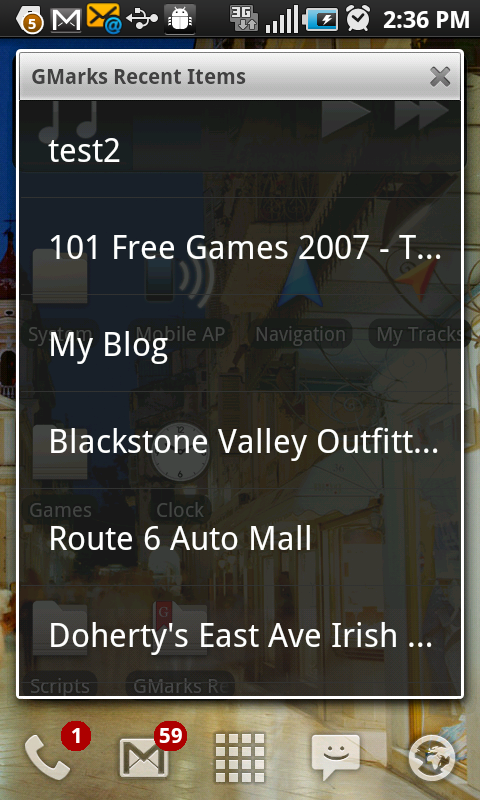 5
3G
2:36 PM
GMarks Recent Items
test2
101 Free Games 2007 - T...
System
Mobile AP
Navigation
My Tracks
My Blog
Blackstone Valley Outfitt...
Games
Clock
Route 6 Auto Mall
G
Doherty's East Ave Irish ...
Scripts
GMarks Re
1
59